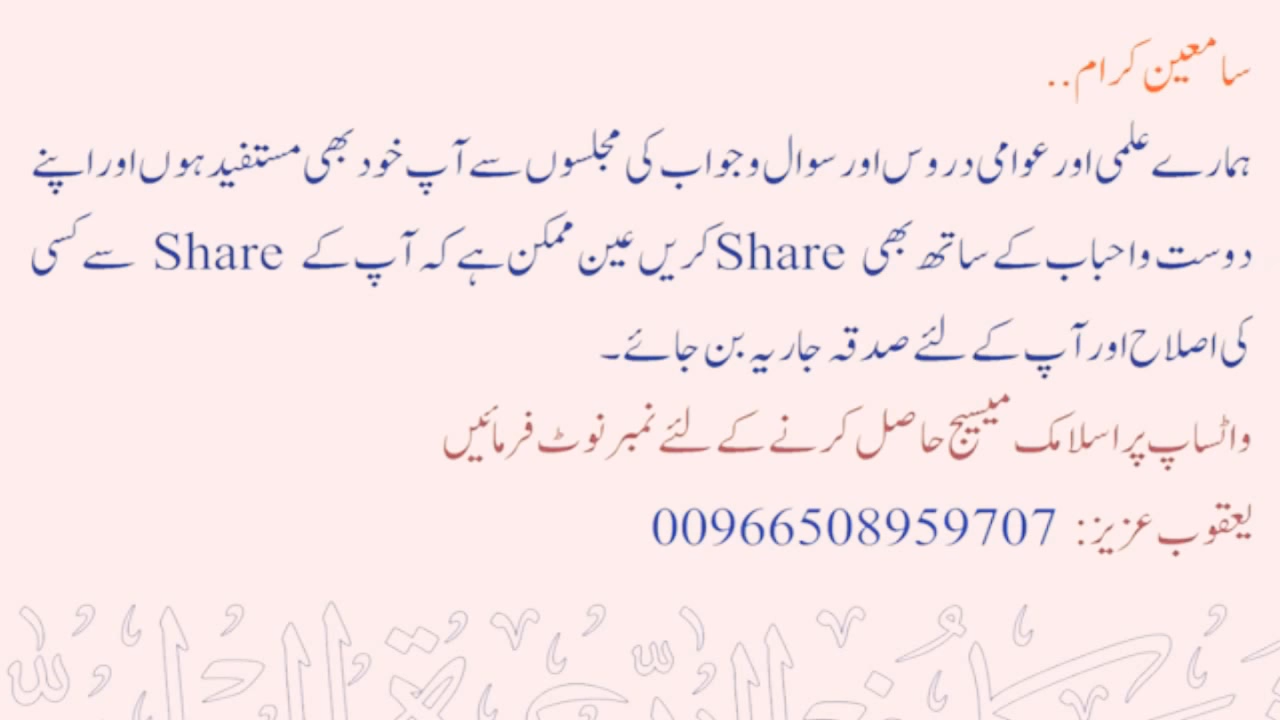 سامعین کرام..
ہمارے علمی اور عوامی دروس اور سوال و جواب کی مجلسوں سے آپ خود بھی مستفید ہوں اور اپنے
دوست و احباب کے ساتھ بھی Share کریں عین ممکن ہے کہ آپ کے Share سے کسی
کی اصلاح اور آپ کے لئے صدقہ جاریہ بن جائے۔
واٹساپ پر اسلامک میسیج حاصل کرنے کے لئے نمبر نوٹ فرمائیں
یعقوب عزیز: 00966508959707